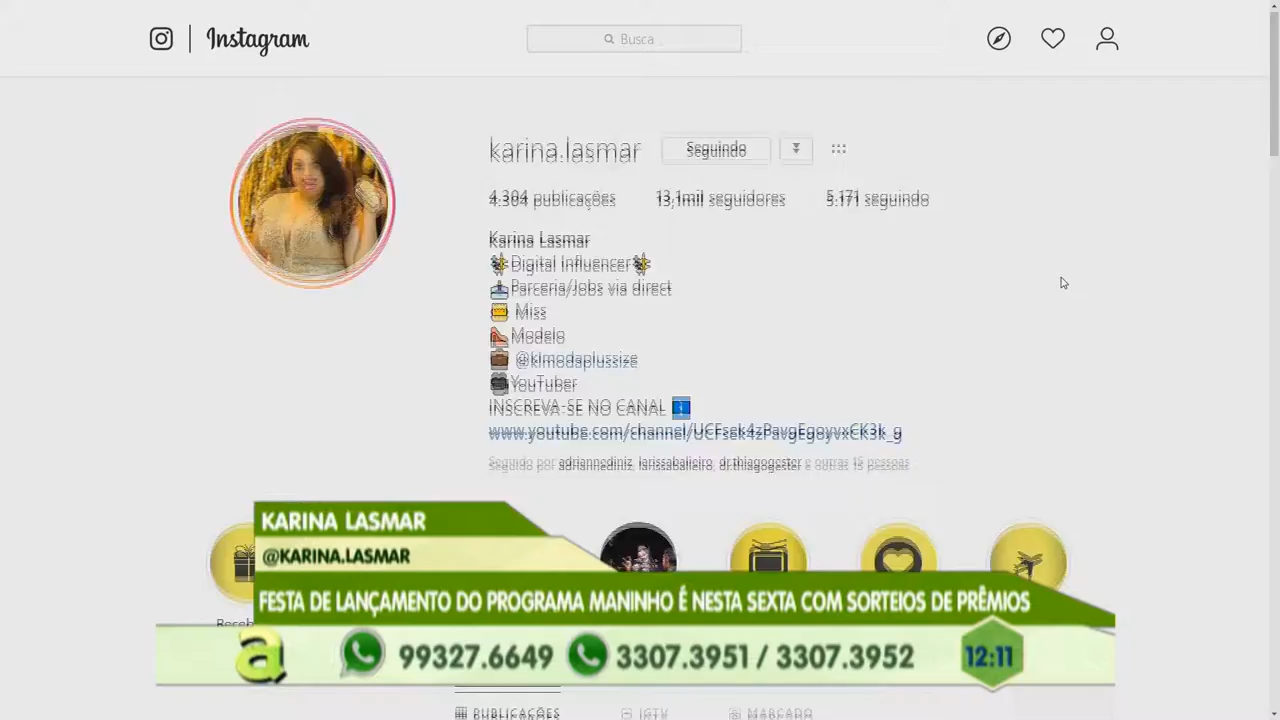 Instagram
Busca
karina.lasmar Seguindo
4.304 publicações 13,1mil seguidores 5.171 seguindo
Karina Lasmar
Digital Influencer
Parceria/Jobs via direct
Miss
Modelo
@klmodaplussize
YouTuber
INSCREVA-SE NO CANAL
www.youtube.com/channel/UCFsek4zPavgEgoyvxCK3k_g
Seguido por adriannediniz, larissabalieiro, dr.thiagogester e outras 15 pessoas
KARINA LASMAR
@KARINA.LASMAR
FESTA DE LANÇAMENTO DO PROGRAMA MANINHO É NESTA SEXTA COM SORTEIOS DE PRÊMIOS
a 99327.6649 3307.3951 / 3307.3952 12:11
PUBLICAÇÕES IGTV MARCADO